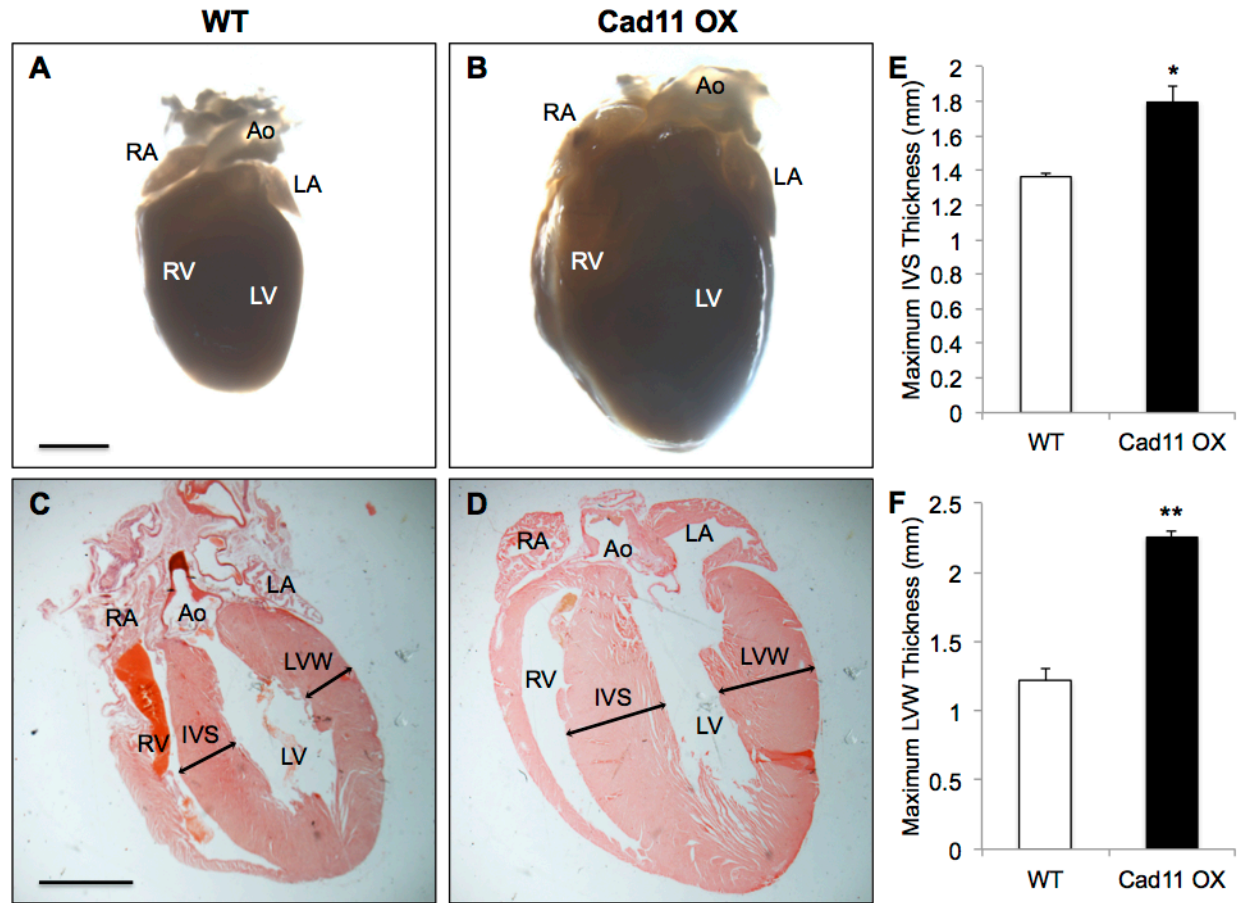 WT
Cad11 OX
A
Ao
RA
LA
RV
LV
B
Ao
RA
LA
RV
LV
C
RA
Ao
LA
LVW
IVS
RV
LV
D
RA
Ao
LA
LVW
RV
IVS
LV
E
Maximum IVS Thickness (mm)
2
1.8
1.6
1.4
1.2
1
0.8
0.6
0.4
0.2
0
*
WT
Cad11 OX
F
Maximum LVW Thickness (mm)
2.5
2
1.5
1
0.5
0
**
WT
Cad11 OX